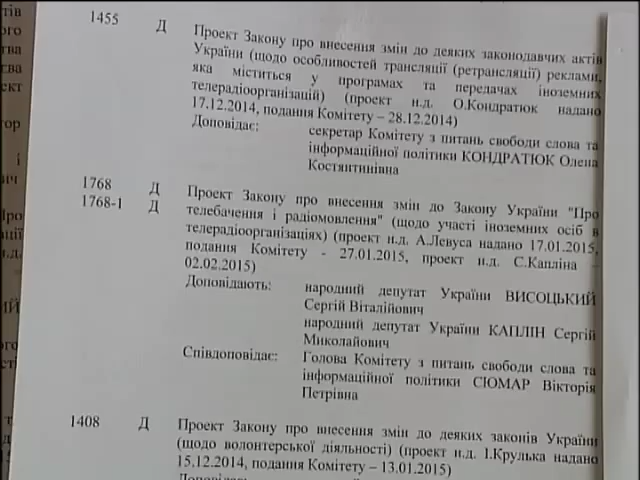 1455 Д Проект Закону про внесення змін до деяких законодавчих актів
України (щодо особливостей трансляції (ретрансляції) реклами,
яка міститься у програмах та передачах іноземних
телерадіоорганізацій) (проект н.д. О.Кондратюк надано
17.12.2014, подання Комітету – 28.12.2014)
Доповідає: секретар Комітету з питань свободи слова та
інформаційної політики КОНДРАТЮК Олена
Костянтинівна
1768 Д Проект Закону про внесення змін до Закону України "Про
1768-1 Д телебачення і радіомовлення" (щодо участі іноземних осіб в
телерадіоорганізаціях) (проект н.д. А.Левуса надано 17.01.2015,
подання Комітету - 27.01.2015, проект н.д. С.Капліна –
02.02.2015)
Доповідають: народний депутат України ВИСОЦЬКИЙ
Сергій Віталійович
народний депутат України КАПЛІН Сергій
Миколайович
Співдоповідає: Голова Комітету з питань свободи слова та
інформаційної політики СЮМАР Вікторія
Петрівна
1408 Д Проект Закону про внесення змін до деяких законів України
(щодо волонтерської діяльності) (проект н.д. І.Крулька надано
15.12.2014, подання Комітету – 13.01.2015)